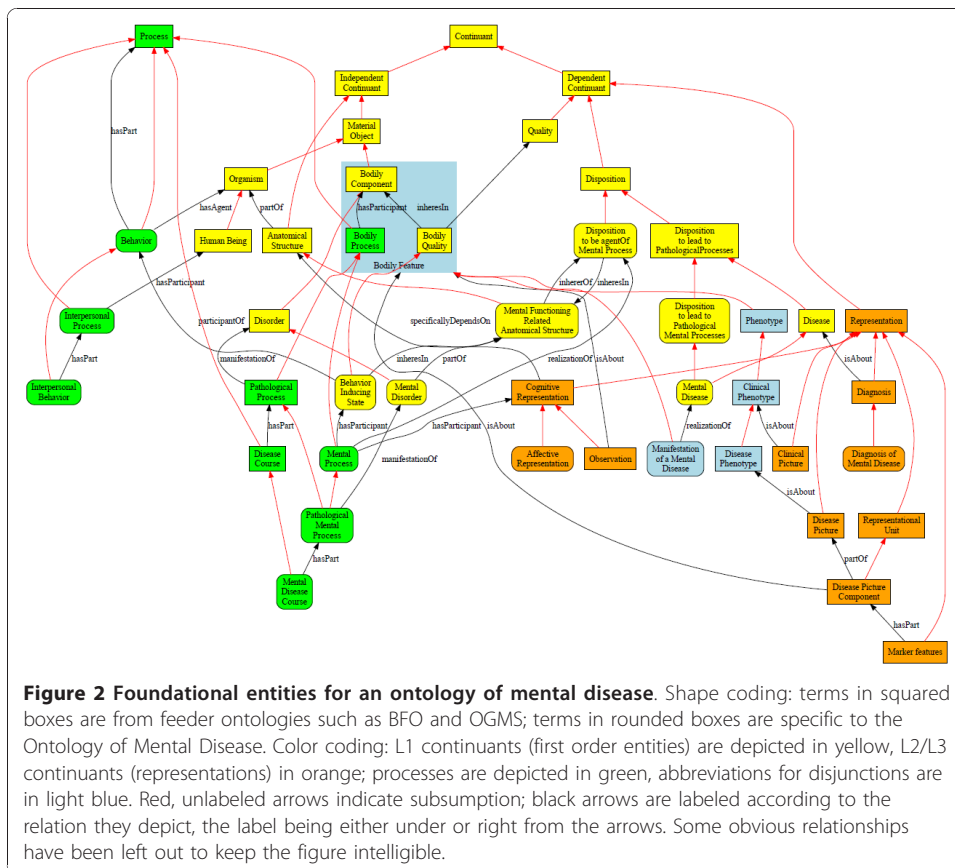 Process
Continuant
Independent
Continuant
Dependent
Continuant
Material
Object
Quality
hasPart
Organism
Bodily
Component
Disposition
hasAgent
partOf
hasParticipant
inheresIn
Behavior
Human Being
Anatomical
Structure
Bodily
Process
Bodily
Quality
Disposition
to be agentOf
Mental Process
Disposition
to lead to
PathologicalProcesses
Bodily Feature
hasParticipant
inhererOf
inheresIn
Interpersonal
Process
participantOf
Disorder
specificallyDependsOn
Mental Functioning
Related
Anatomical Structure
Disposition
to lead to
Pathological
Mental Processes
Phenotype
Disease
Representation
hasPart
manifestationOf
inheresIn
partOf
realizationOf
isAbout
isAbout
Interpersonal
Behavior
Pathological
Process
Behavior
Inducing
State
Mental
Disorder
Cognitive
Representation
Mental
Disease
Clinical
Phenotype
Diagnosis
hasPart
hasParticipant
hasParticipant
isAbout
realizationOf
isAbout
Disease
Course
Mental
Process
manifestationOf
Affective
Representation
Observation
Manifestation
of a Mental
Disease
Disease
Phenotype
Clinical
Picture
Diagnosis of
Mental Disease
isAbout
Pathological
Mental
Process
Disease
Picture
Representational
Unit
hasPart
partOf
Mental
Disease
Course
Disease Picture
Component
hasPart
Marker features
Figure 2 Foundational entities for an ontology of mental disease. Shape coding: terms in squared
boxes are from feeder ontologies such as BFO and OGMS; terms in rounded boxes are specific to the
Ontology of Mental Disease. Color coding: L1 continuants (first order entities) are depicted in yellow, L2/L3
continuants (representations) in orange; processes are depicted in green, abbreviations for disjunctions are
in light blue. Red, unlabeled arrows indicate subsumption; black arrows are labeled according to the
relation they depict, the label being either under or right from the arrows. Some obvious relationships
have been left out to keep the figure intelligible.